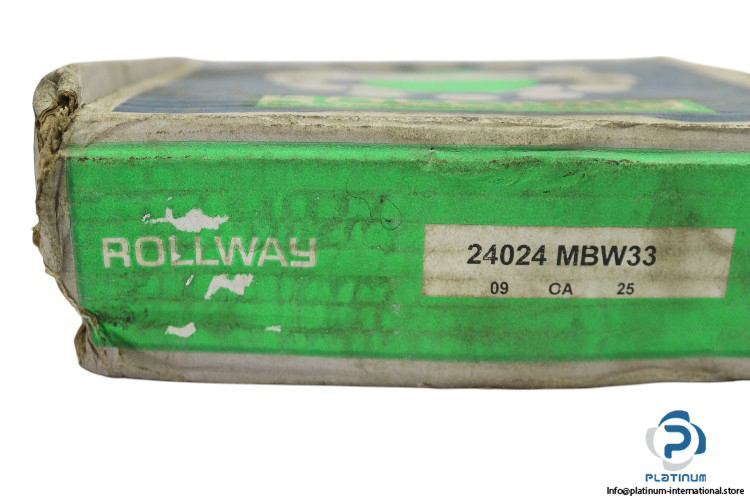 ROLLWAY
24024 MBW33
09 CA 25
PLATINUM
Info@platinum-international.store